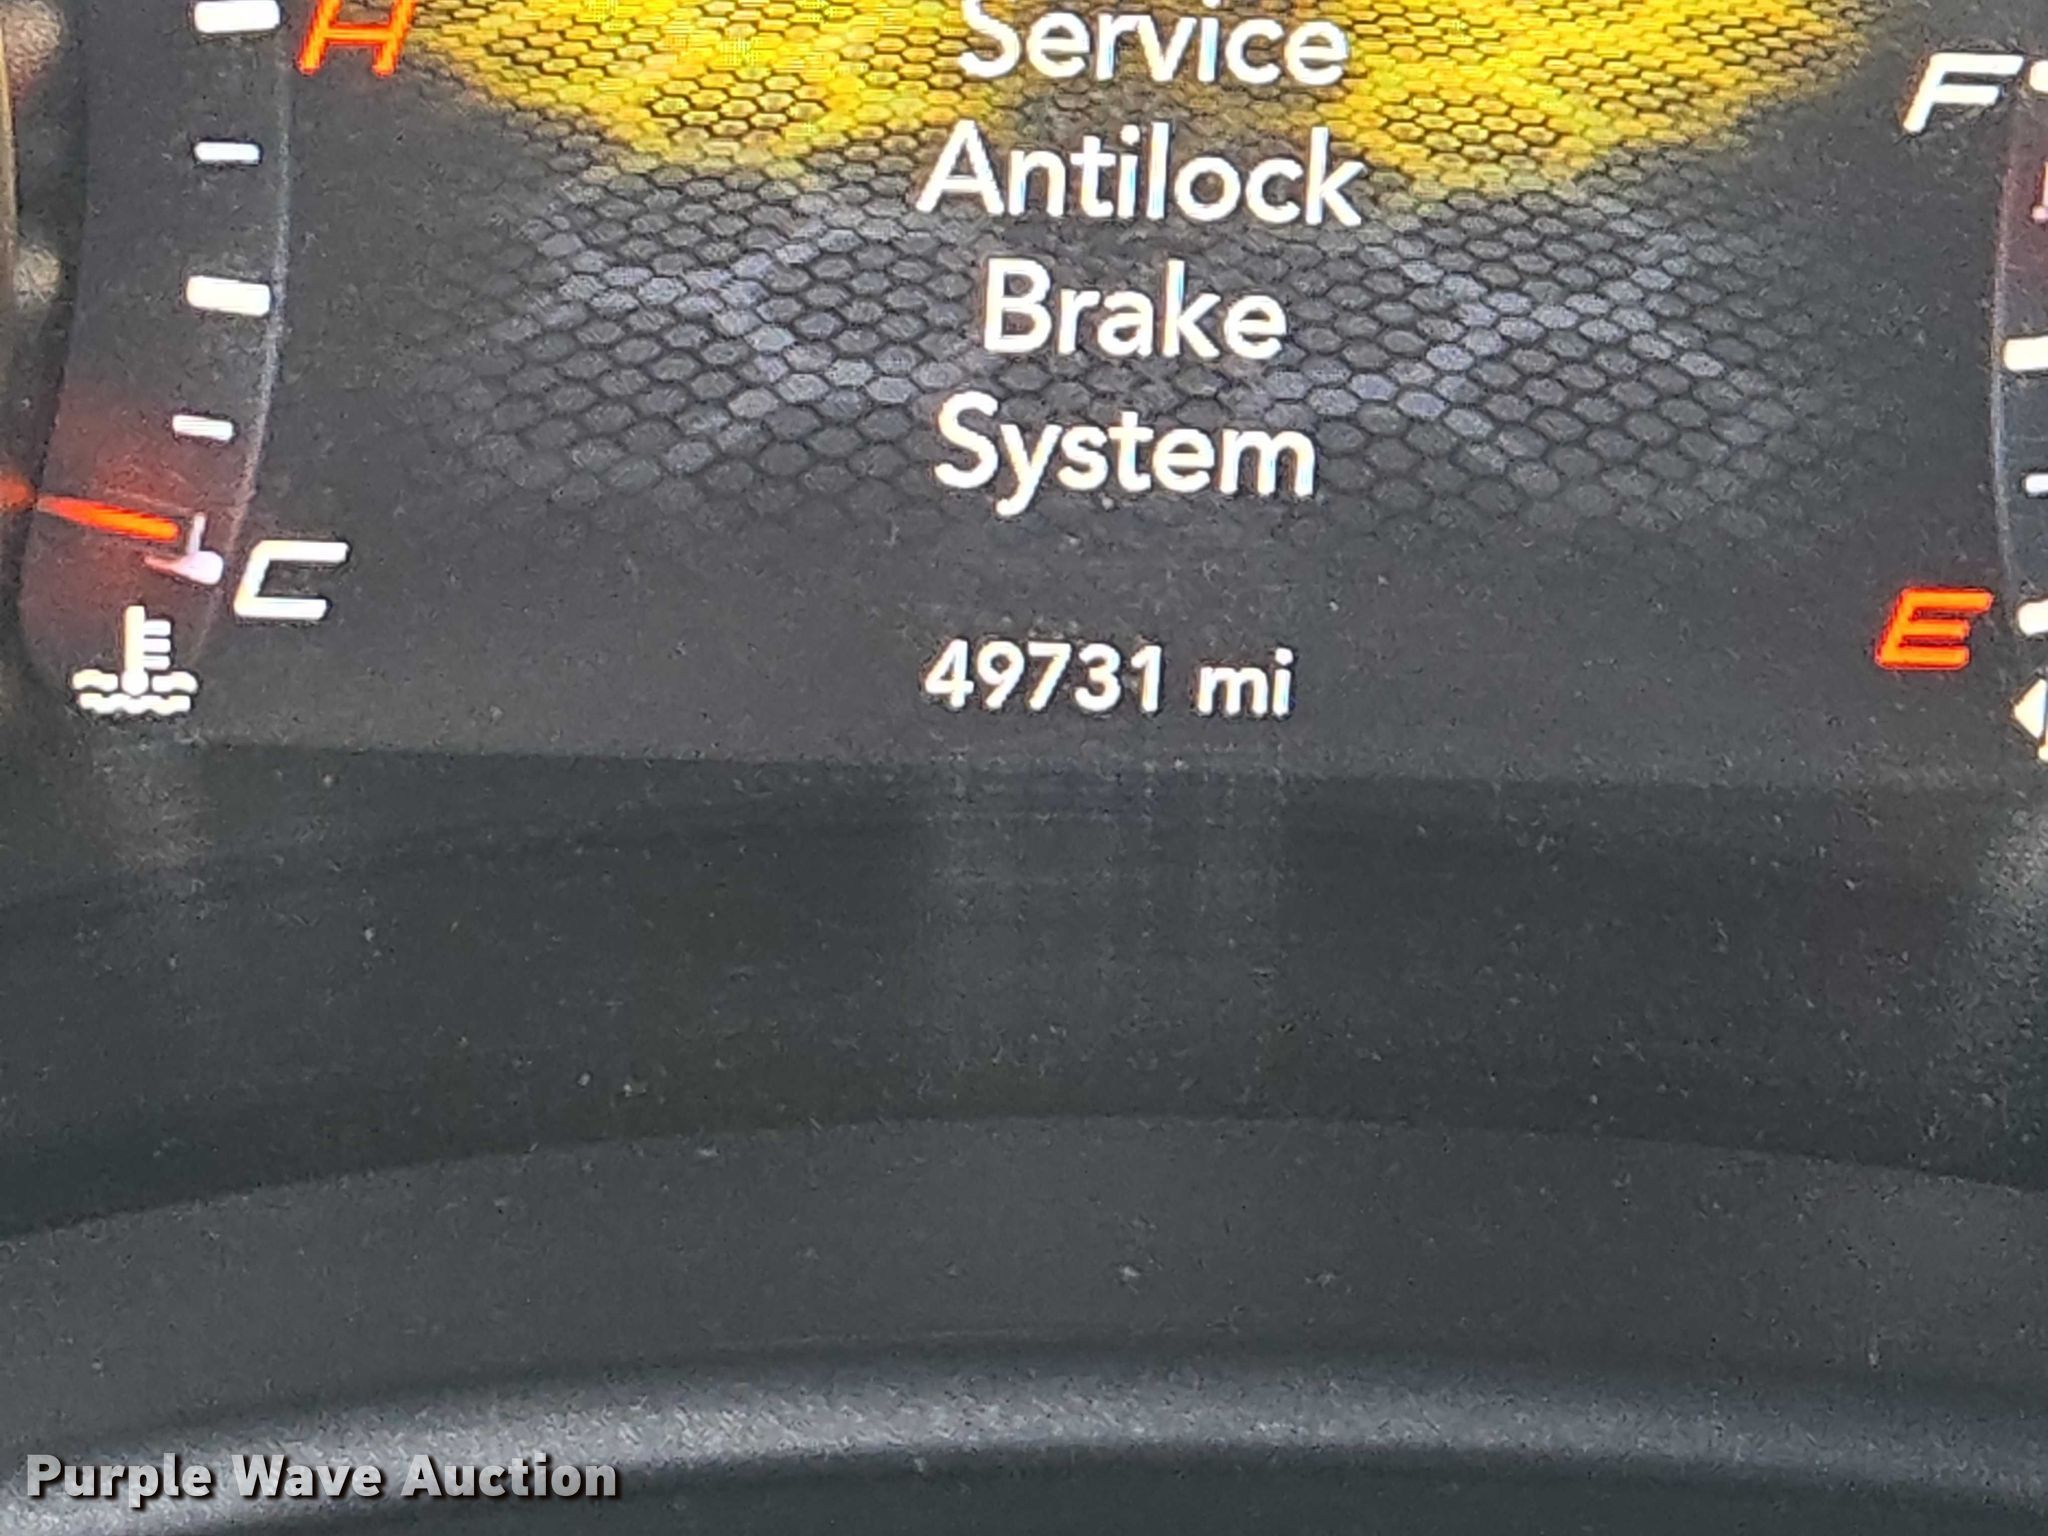 H
Service
F
Antilock
Brake
System
C
E
49731 mi
Purple Wave Auction